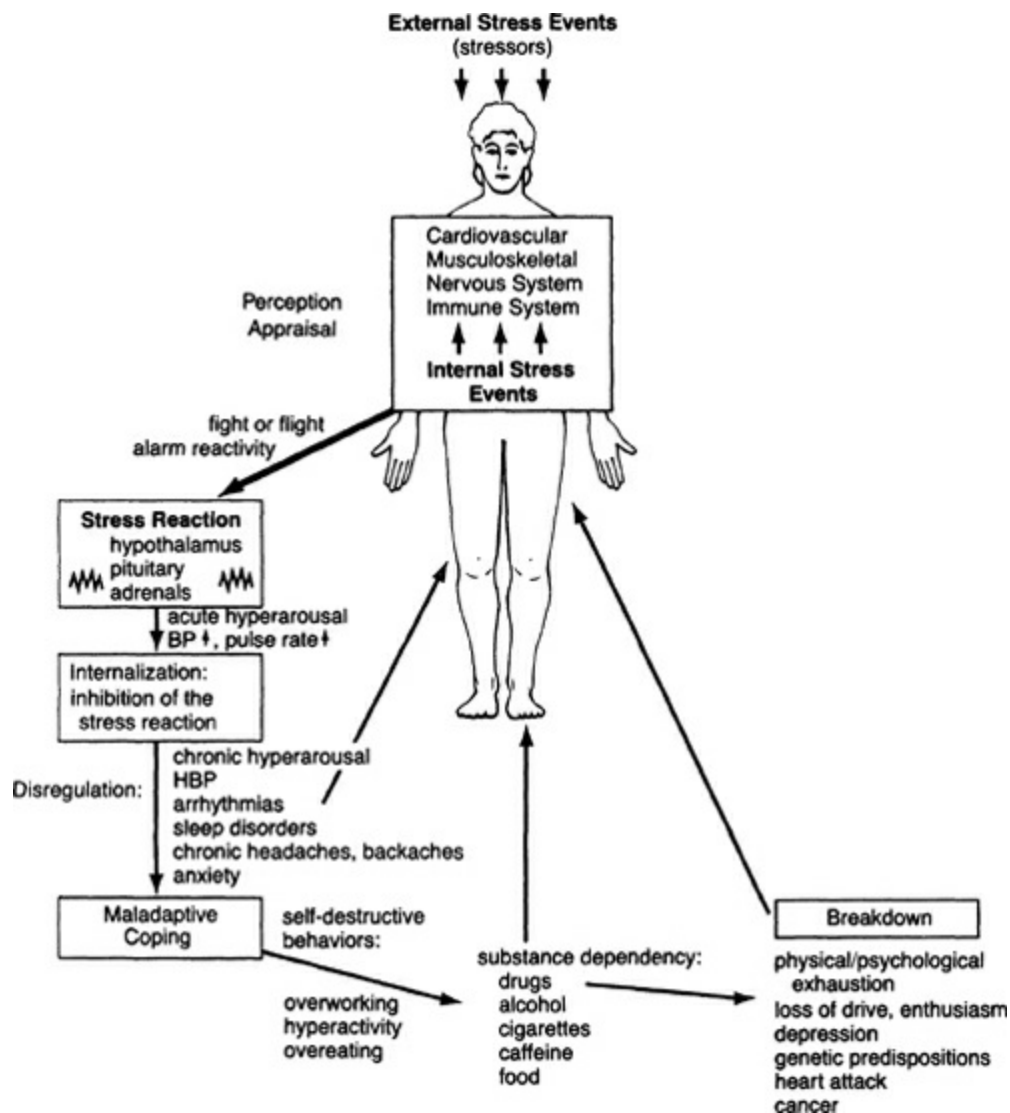 External Stress Events
(stressors)
Cardiovascular
Musculoskeletal
Nervous System
Immune System
Internal Stress
Events
Perception
Appraisal
fight or flight
alarm reactivity
Stress Reaction
hypothalamus
pituitary
adrenals
acute hyperarousal
BP⬆, pulse rate⬆
Internalization:
inhibition of the
stress reaction
Disregulation:
chronic hyperarousal
HBP
arrhythmias
sleep disorders
chronic headaches, backaches
anxiety
Maladaptive
Coping
self-destructive
behaviors:
overworking
hyperactivity
overeating
substance dependency:
drugs
alcohol
cigarettes
caffeine
food
Breakdown
physical/psychological
exhaustion
loss of drive, enthusiasm
depression
genetic predispositions
heart attack
cancer